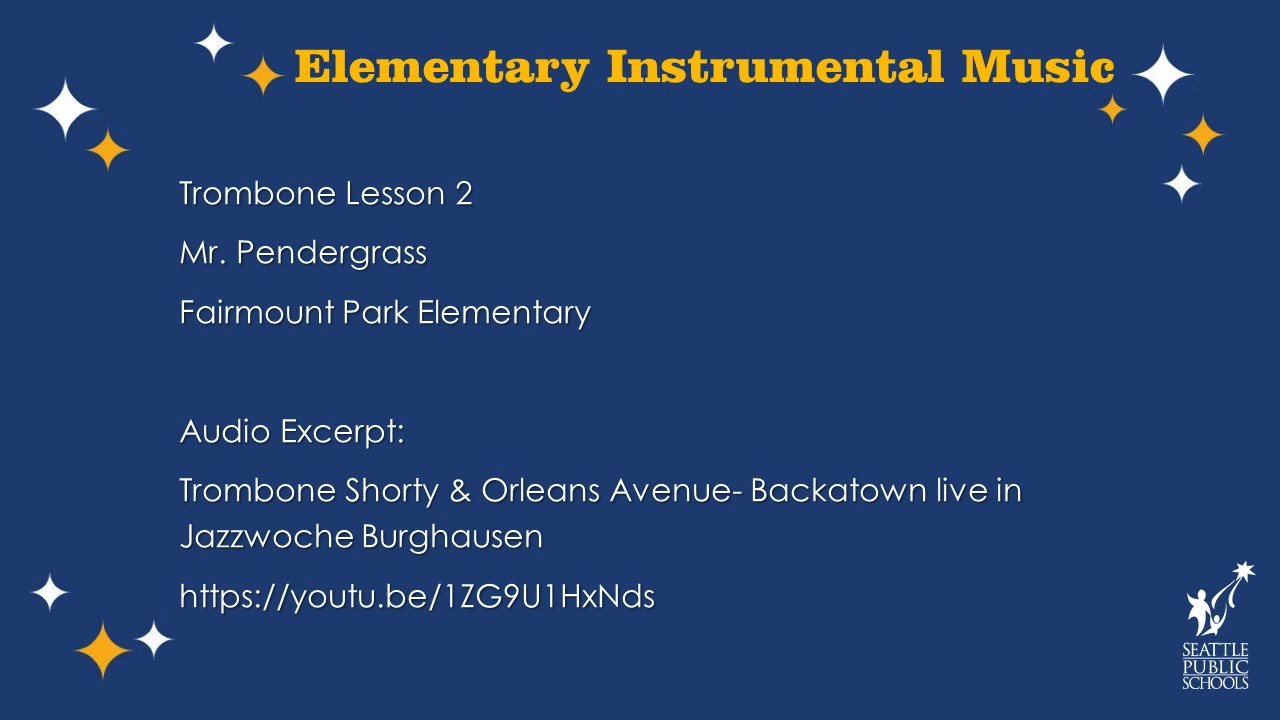 Elementary Instrumental Music
Trombone Lesson 2
Mr. Pendergrass
Fairmount Park Elementary
Audio Excerpt:
Trombone Shorty & Orleans Avenue- Backatown live in
Jazzwoche Burghausen
https://youtu.be/1ZG9U1HxNds
SEATTLE
PUBLIC
SCHOOLS